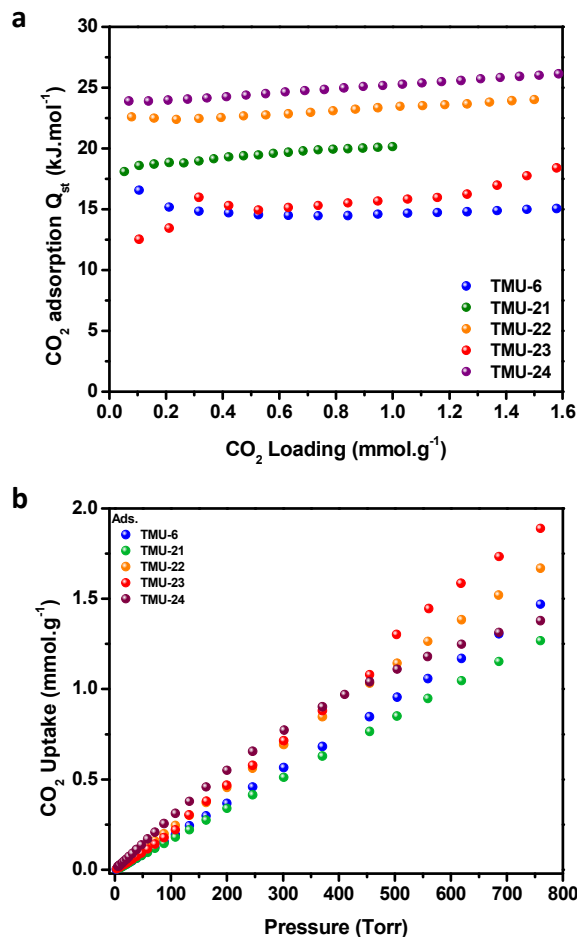 a
30
25
20
15
10
5
0
CO₂ adsorption Qst (kJ.mol⁻¹)
TMU-6
TMU-21
TMU-22
TMU-23
TMU-24
0.0 0.2 0.4 0.6 0.8 1.0 1.2 1.4 1.6
CO₂ Loading (mmol.g⁻¹)
b
2.0
1.5
1.0
0.5
0.0
CO₂ Uptake (mmol.g⁻¹)
Ads.
TMU-6
TMU-21
TMU-22
TMU-23
TMU-24
0 100 200 300 400 500 600 700 800
Pressure (Torr)